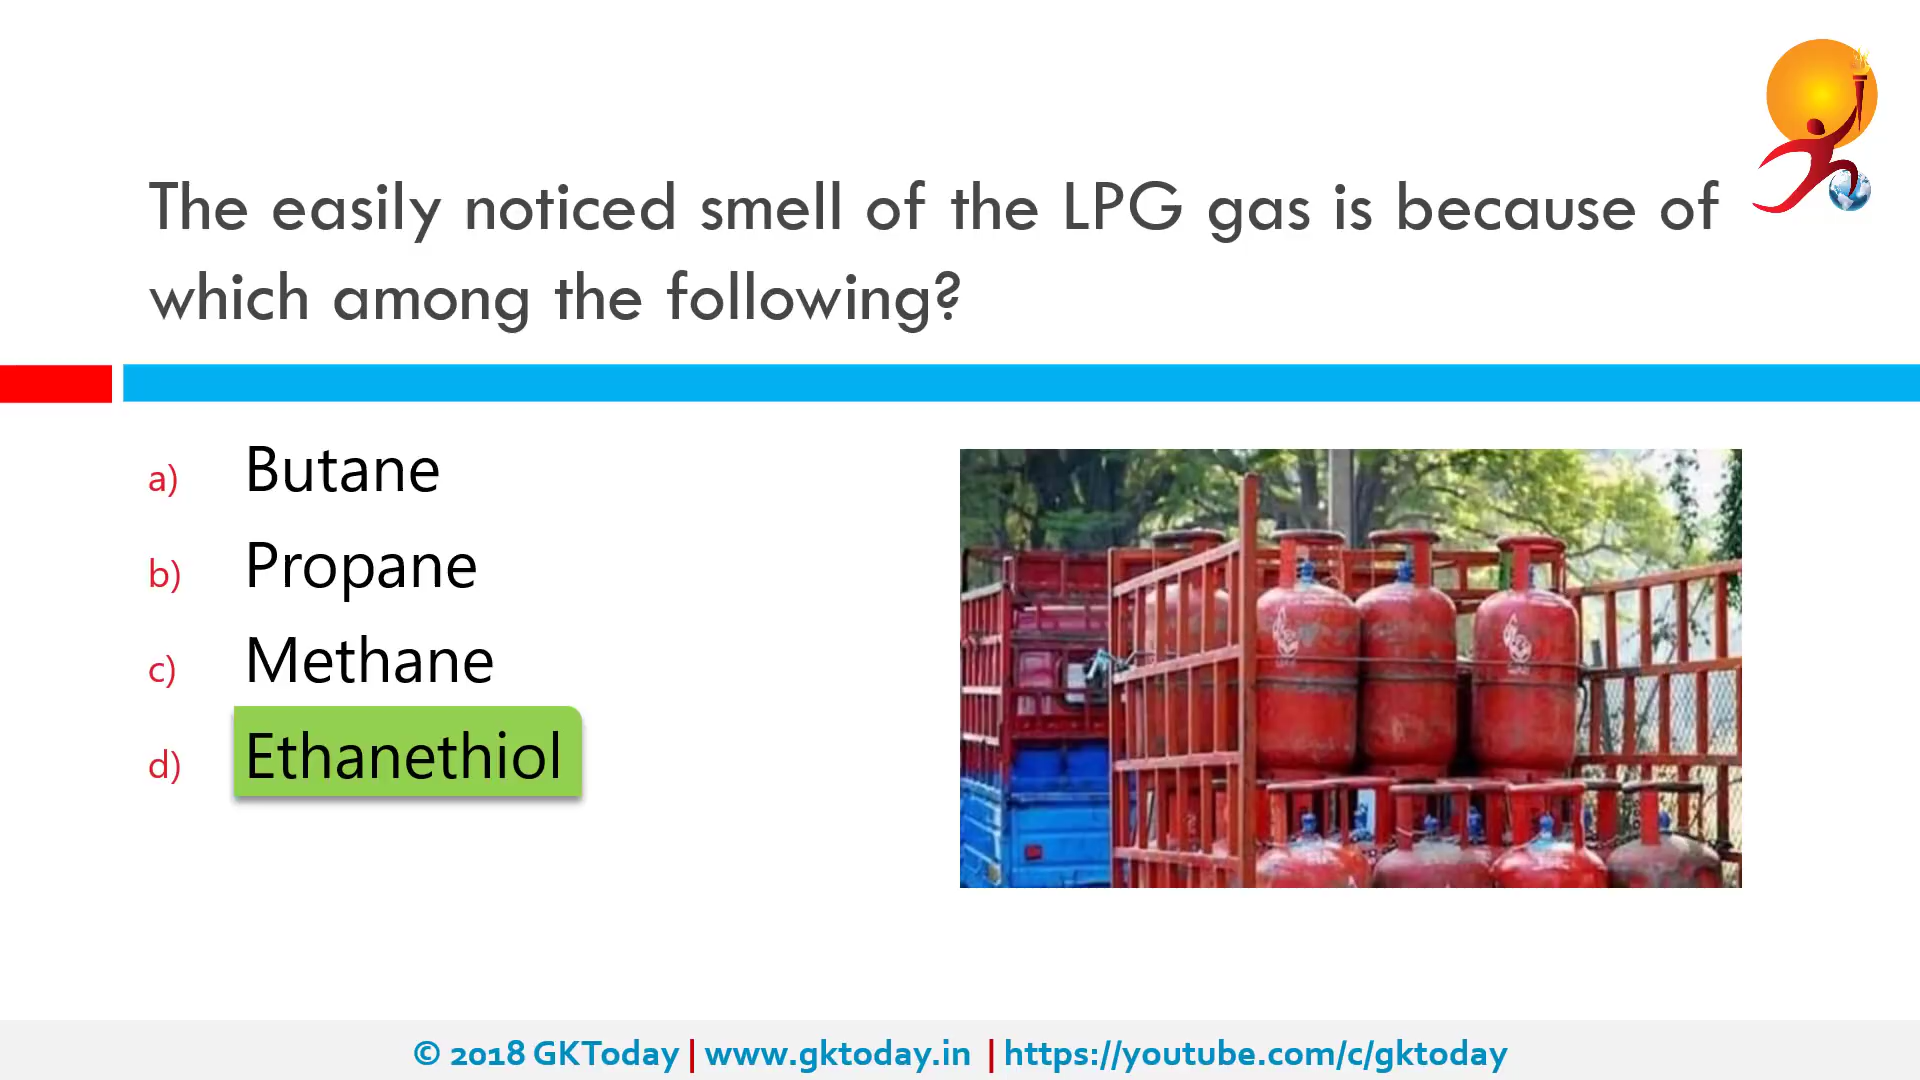 The easily noticed smell of the LPG gas is because of
which among the following?
a) Butane
b) Propane
c) Methane
d) Ethanethiol
© 2018 GKToday | www.gktoday.in | https://youtube.com/c/gktoday